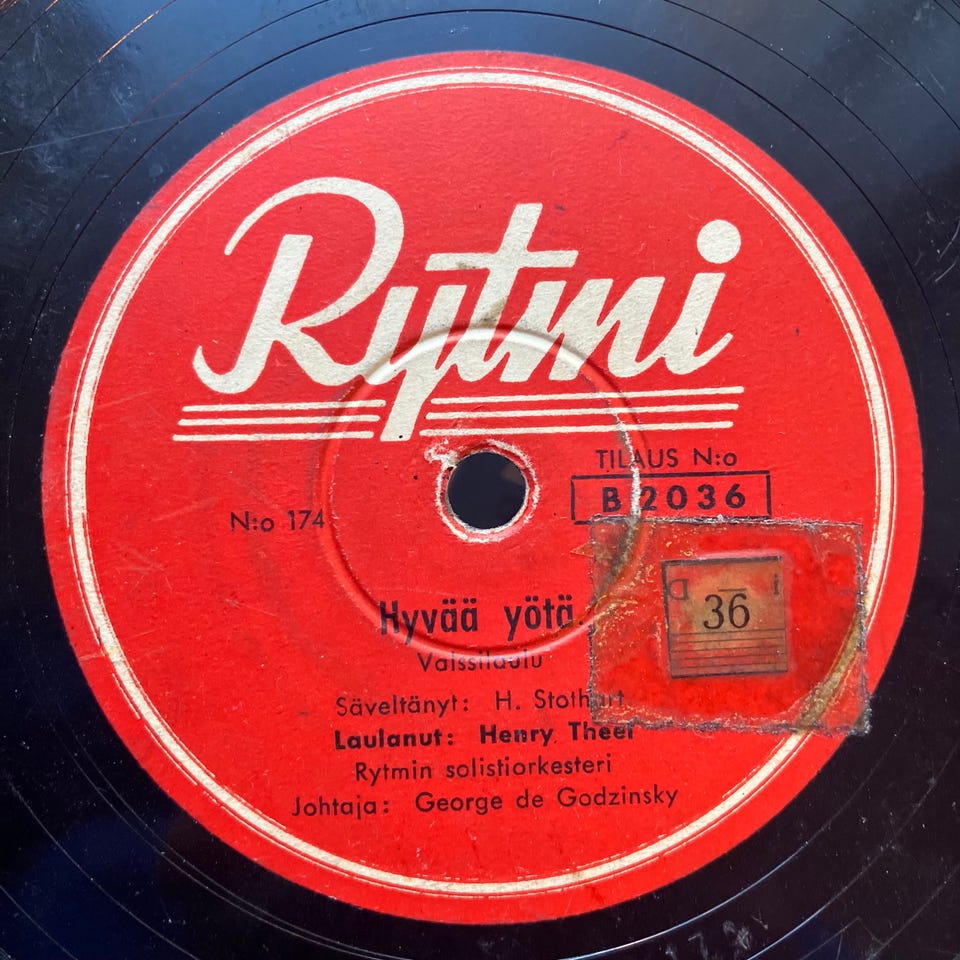 Rytmi
TILAUS N:o
B 2036
N:o 174
36
Hyvää yötä
Valssilaulu
Säveltänyt: H. Stothart
Laulanut: Henry Theel
Rytmin solistiorkesteri
Johtaja: George de Godzinsky